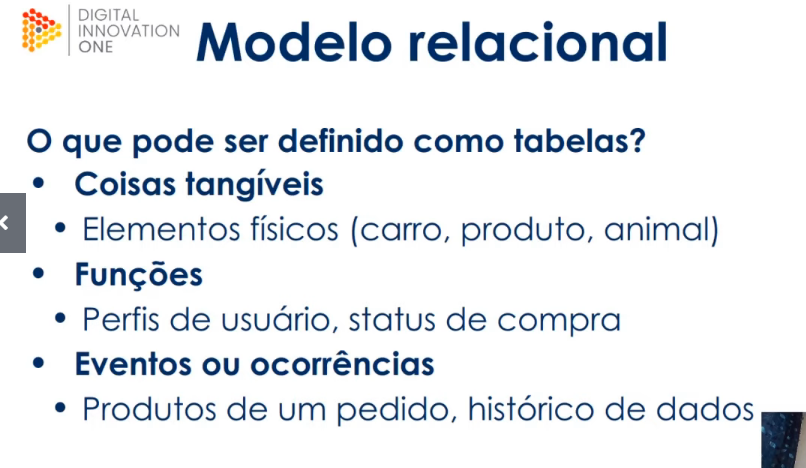 DIGITAL
INNOVATION
ONE
Modelo relacional
O que pode ser definido como tabelas?
• Coisas tangíveis
• Elementos físicos (carro, produto, animal)
• Funções
• Perfis de usuário, status de compra
• Eventos ou ocorrências
• Produtos de um pedido, histórico de dados